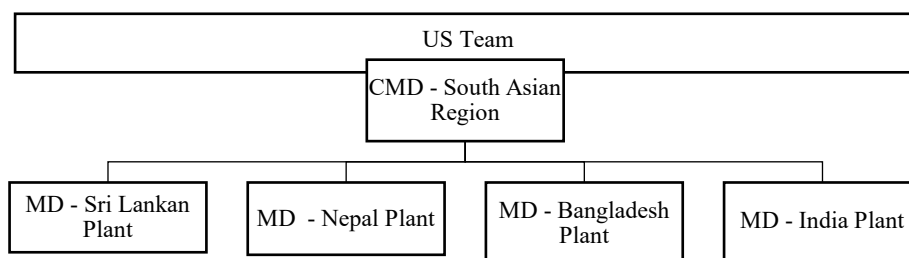 US Team
CMD - South Asian
Region
MD - Sri Lankan
Plant
MD - Nepal Plant
MD - Bangladesh
Plant
MD - India Plant